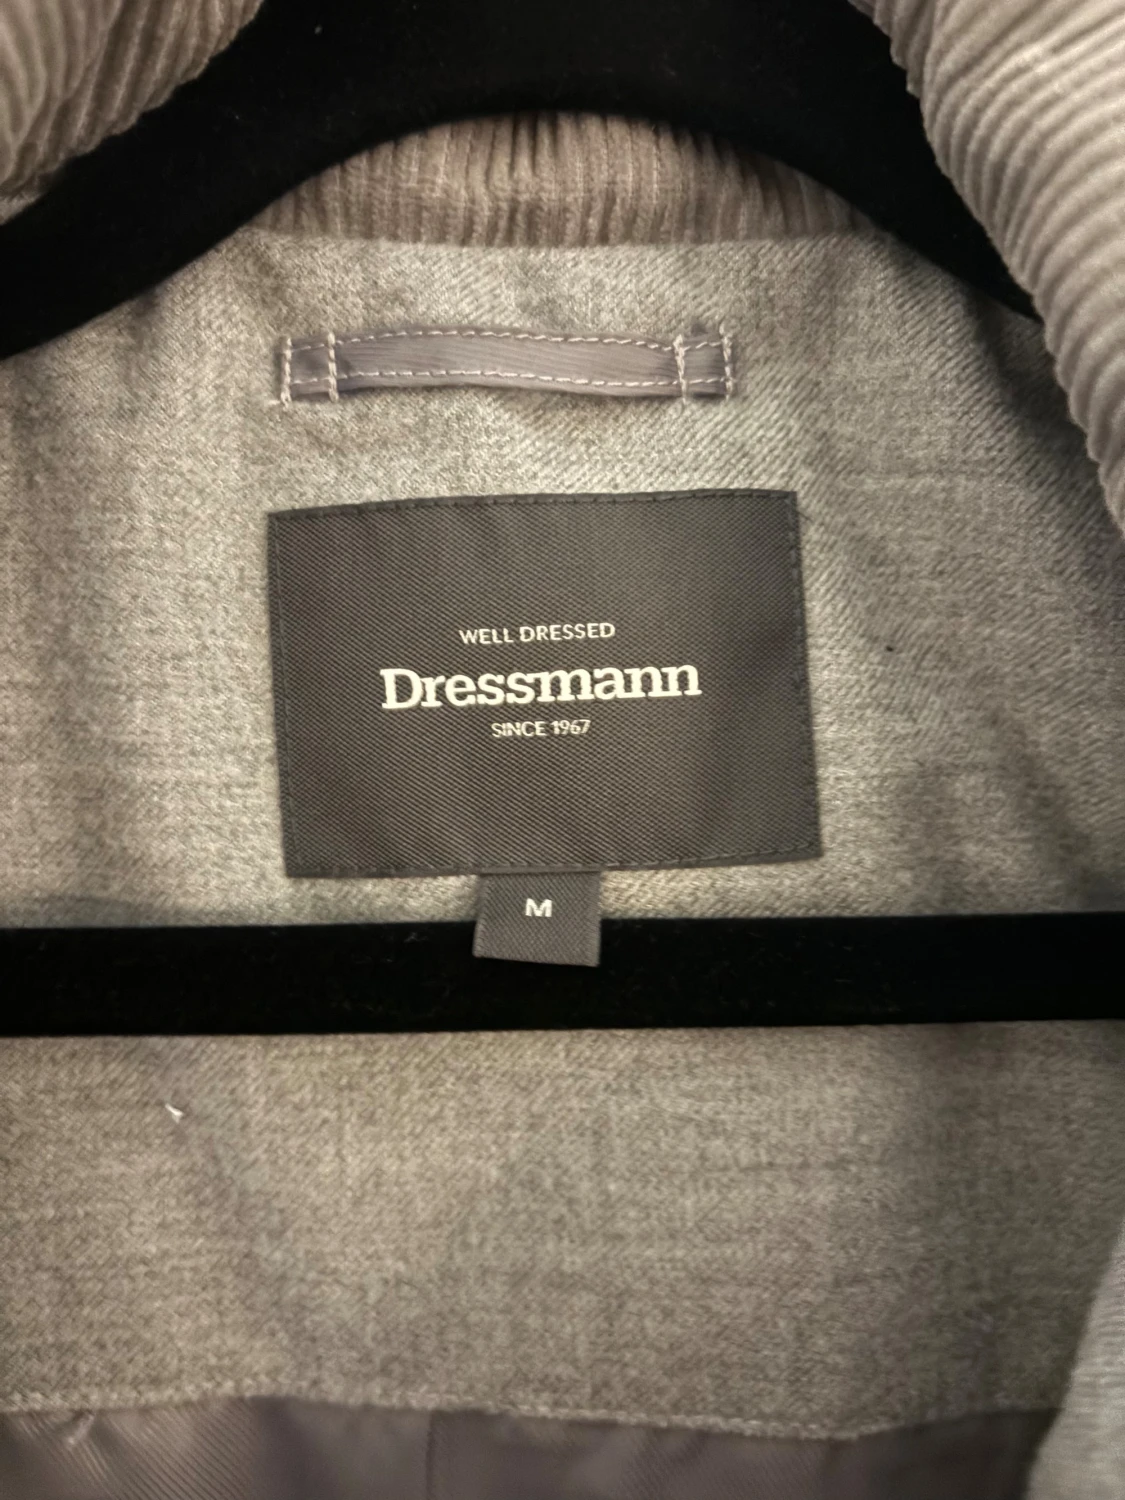 WELL DRESSED
Dressmann
SINCE 1967
M